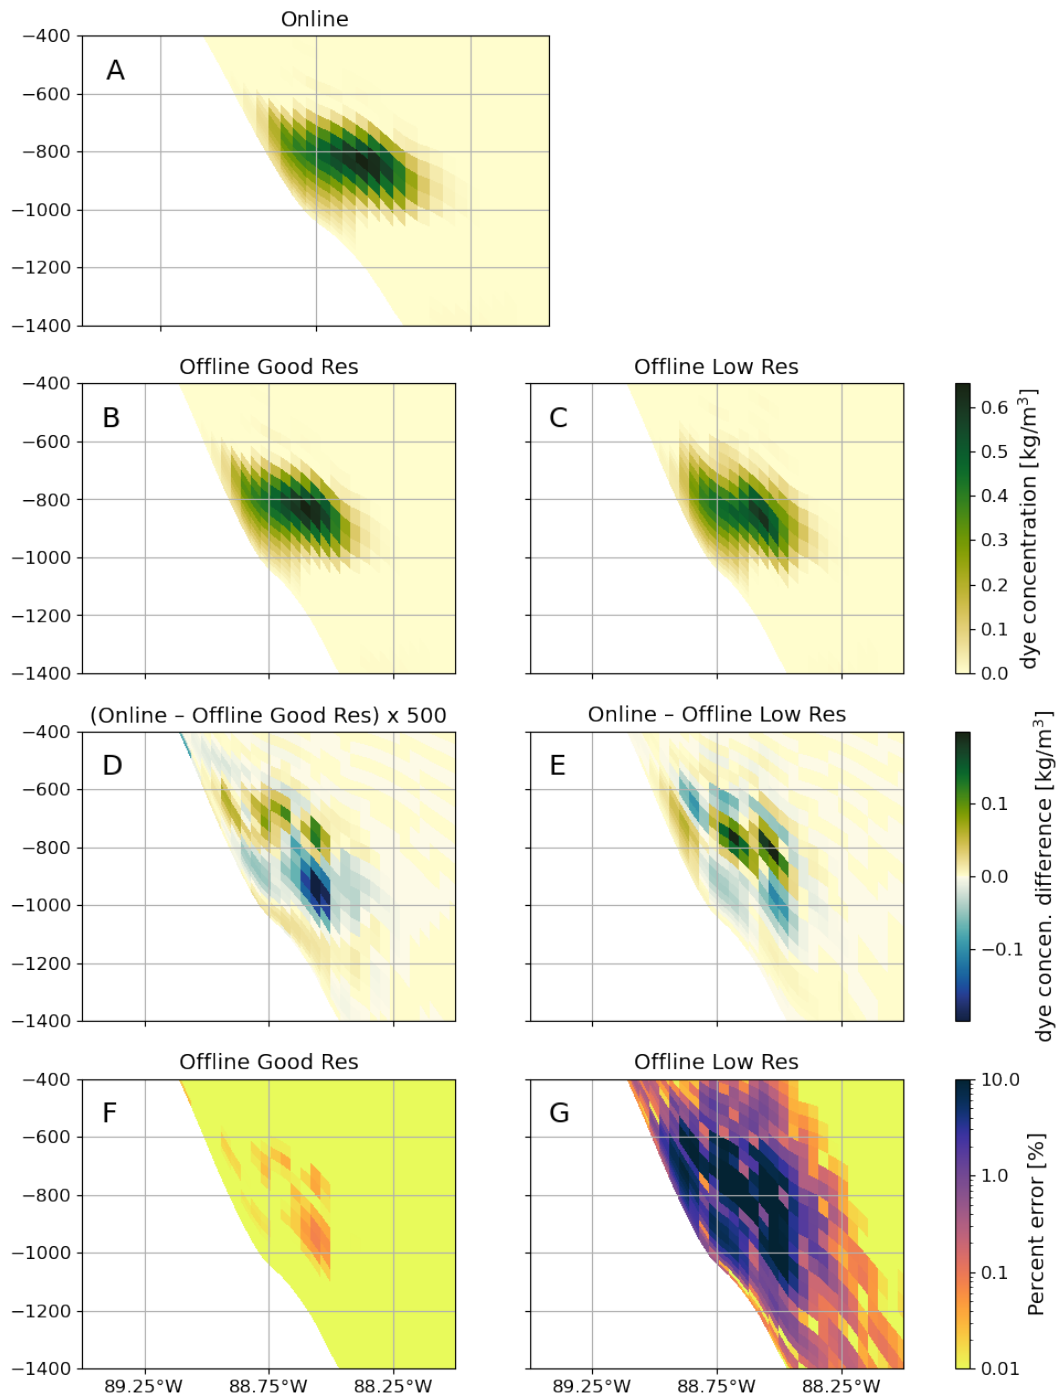 Online
A
−400
−600
−800
−1000
−1200
−1400
Offline Good Res
B
−400
−600
−800
−1000
−1200
−1400
Offline Low Res
C
0.6
0.5
0.4
0.3
0.2
0.1
0.0
dye concentration [kg/m³]
(Online – Offline Good Res) x 500
D
−400
−600
−800
−1000
−1200
−1400
Online – Offline Low Res
E
0.1
0.0
−0.1
dye concen. difference [kg/m³]
Offline Good Res
F
−400
−600
−800
−1000
−1200
−1400
89.25°W 88.75°W 88.25°W
Offline Low Res
G
89.25°W 88.75°W 88.25°W
10.0
1.0
0.1
0.01
Percent error [%]